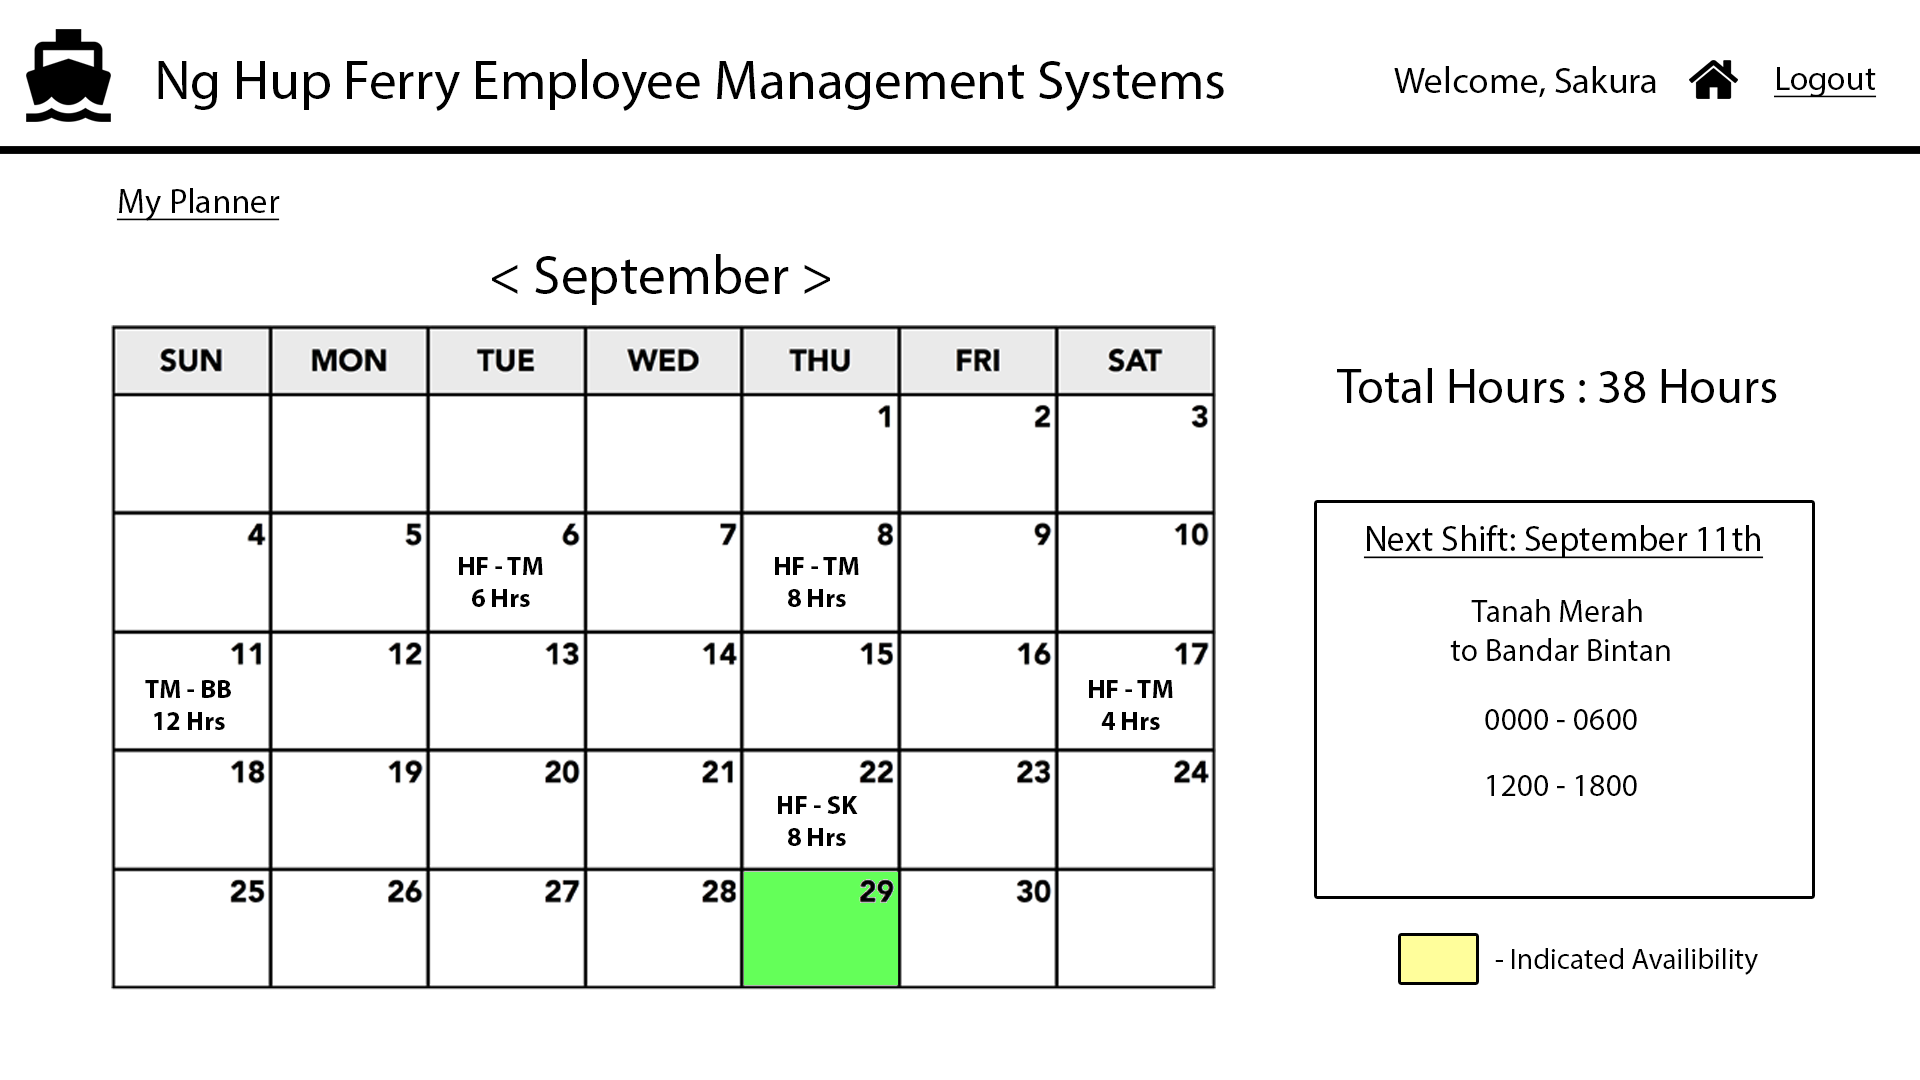 Ng Hup Ferry Employee Management Systems
Welcome, Sakura
Logout
My Planner
< September >
SUN MON TUE WED THU FRI SAT
1 2 3
4 5 6 7 8 9 10
HF - TM HF - TM
6 Hrs 8 Hrs
11 12 13 14 15 16 17
TM - BB HF - TM
12 Hrs 4 Hrs
18 19 20 21 22 23 24
HF - SK
8 Hrs
25 26 27 28 29 30
Total Hours : 38 Hours
Next Shift: September 11th
Tanah Merah
to Bandar Bintan
0000 - 0600
1200 - 1800
- Indicated Availibility